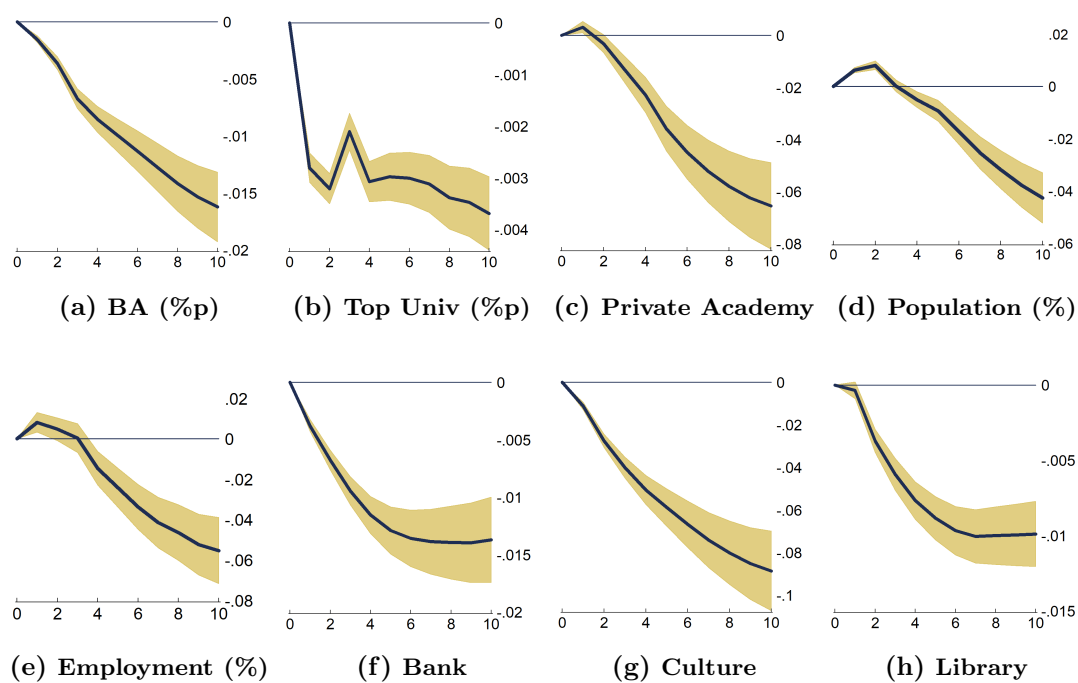 0
-.005
-.01
-.015
-.02
0 2 4 6 8 10
(a) BA (%p)
0
-.001
-.002
-.003
-.004
0 2 4 6 8 10
(b) Top Univ (%p)
0
-.02
-.04
-.06
-.08
0 2 4 6 8 10
(c) Private Academy
.02
0
-.02
-.04
-.06
0 2 4 6 8 10
(d) Population (%)
.02
0
-.02
-.04
-.06
-.08
0 2 4 6 8 10
(e) Employment (%)
0
-.005
-.01
-.015
-.02
0 2 4 6 8 10
(f) Bank
0
-.02
-.04
-.06
-.08
-.1
0 2 4 6 8 10
(g) Culture
0
-.005
-.01
-.015
0 2 4 6 8 10
(h) Library